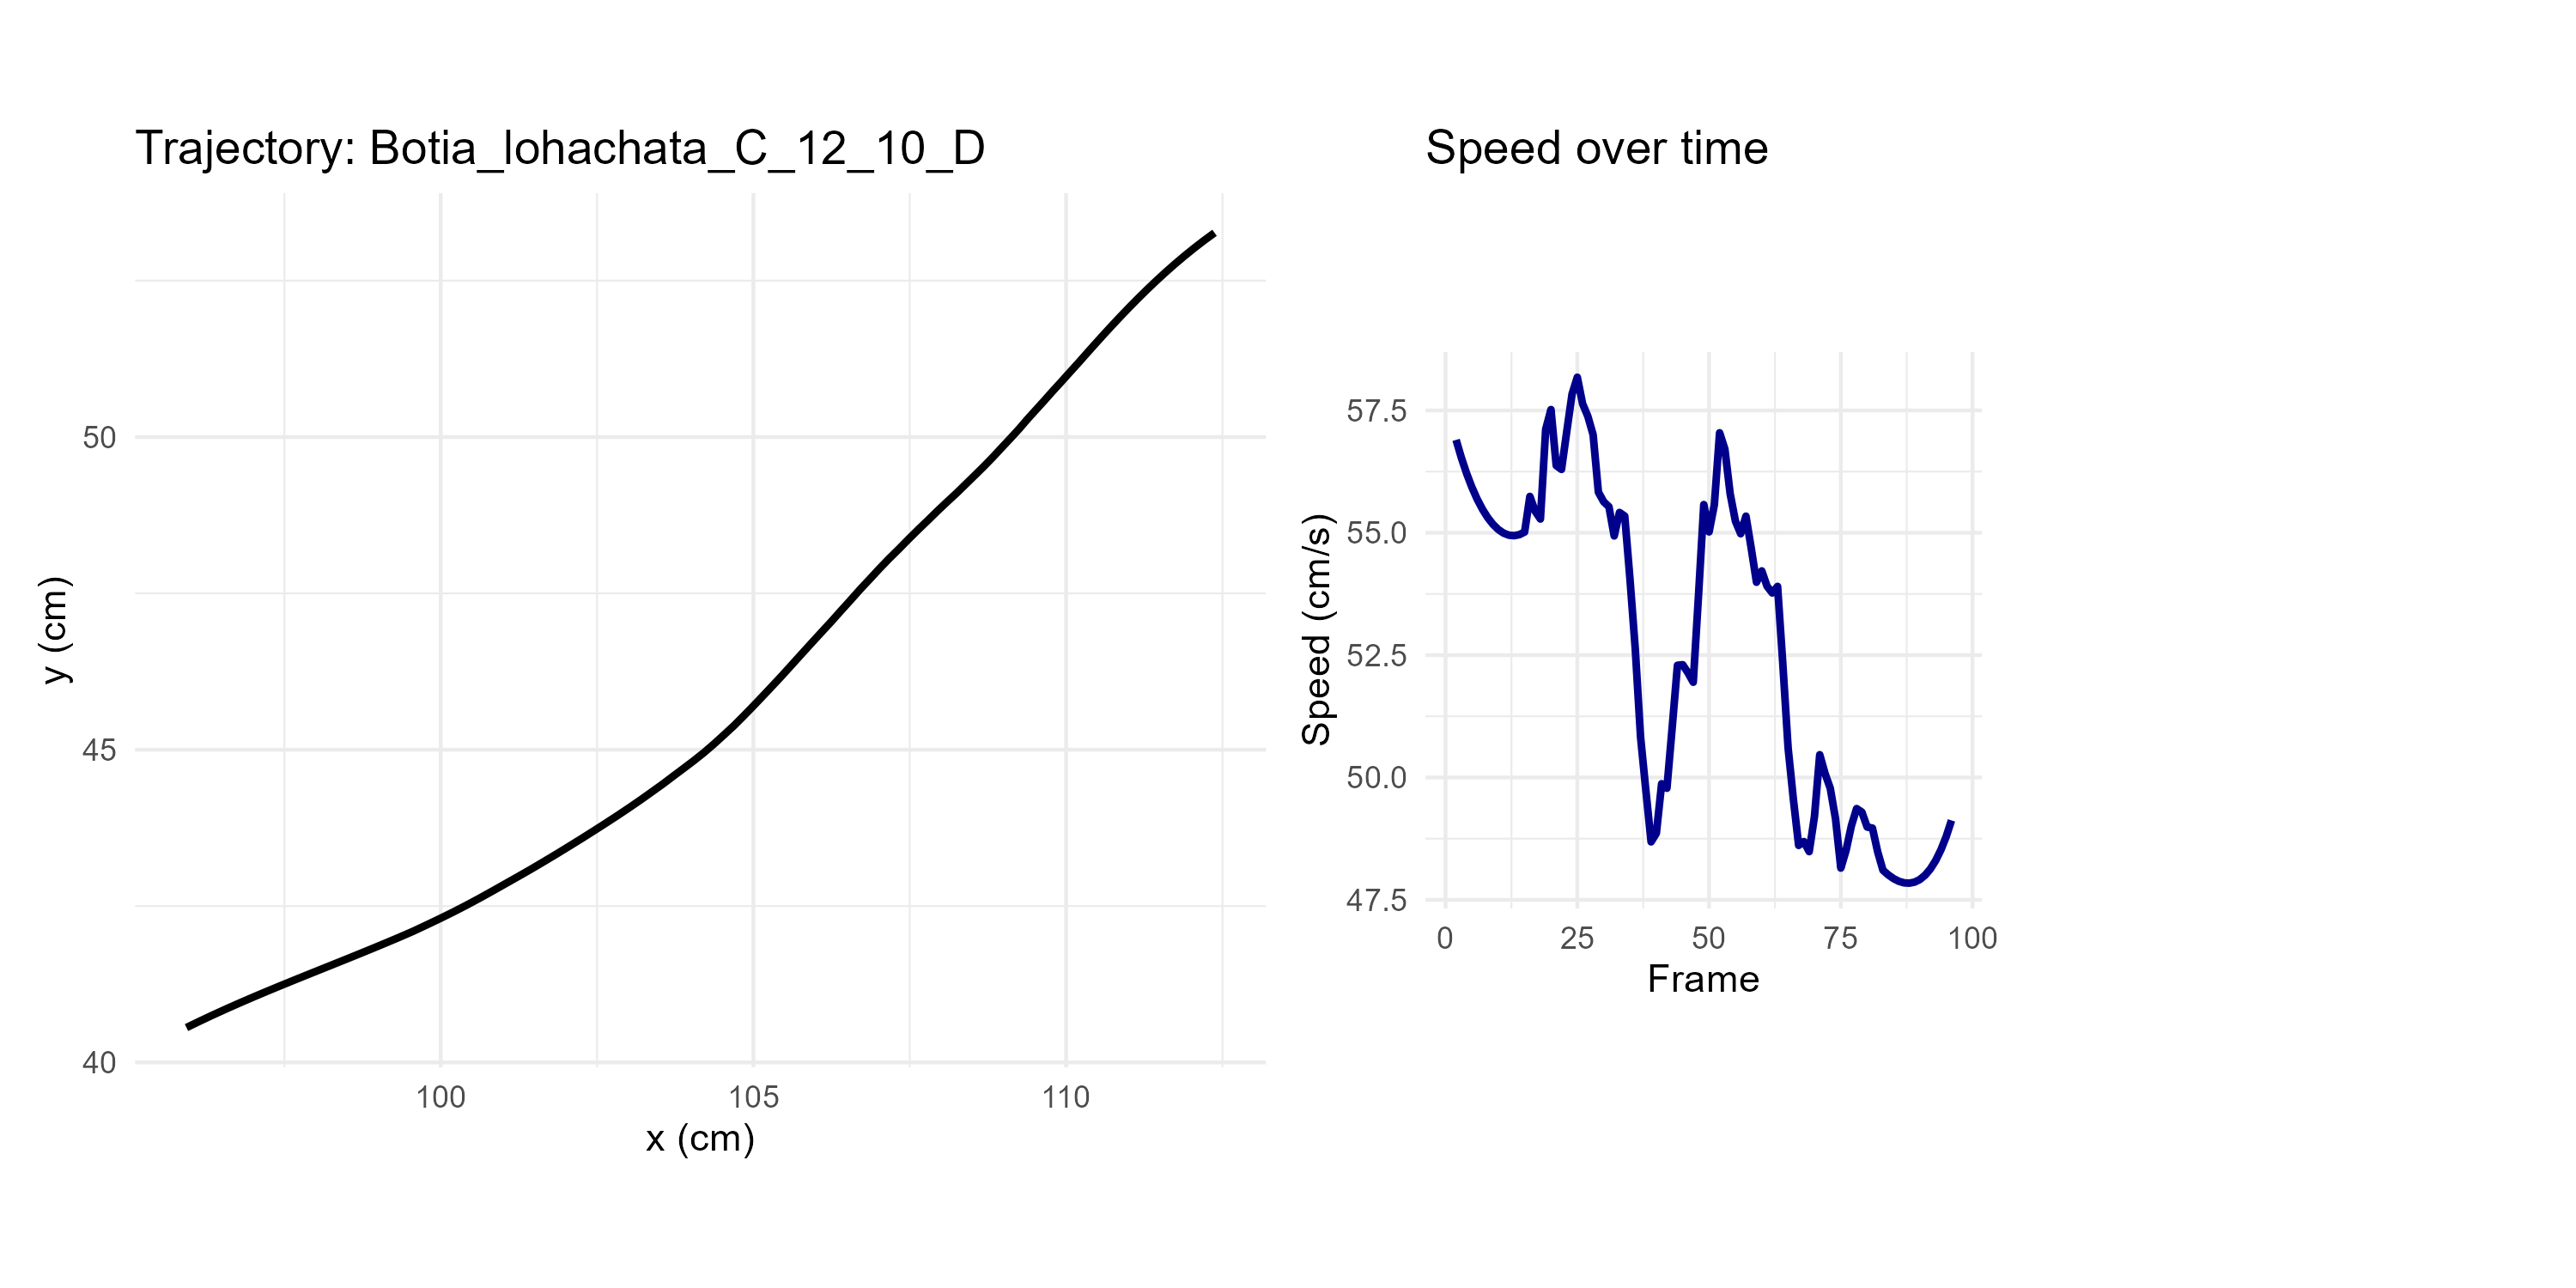 Trajectory: Botia_lohachata_C_12_10_D
50
45
40
y (cm)
100 105 110
x (cm)
Speed over time
57.5
55.0
52.5
50.0
47.5
Speed (cm/s)
0 25 50 75 100
Frame